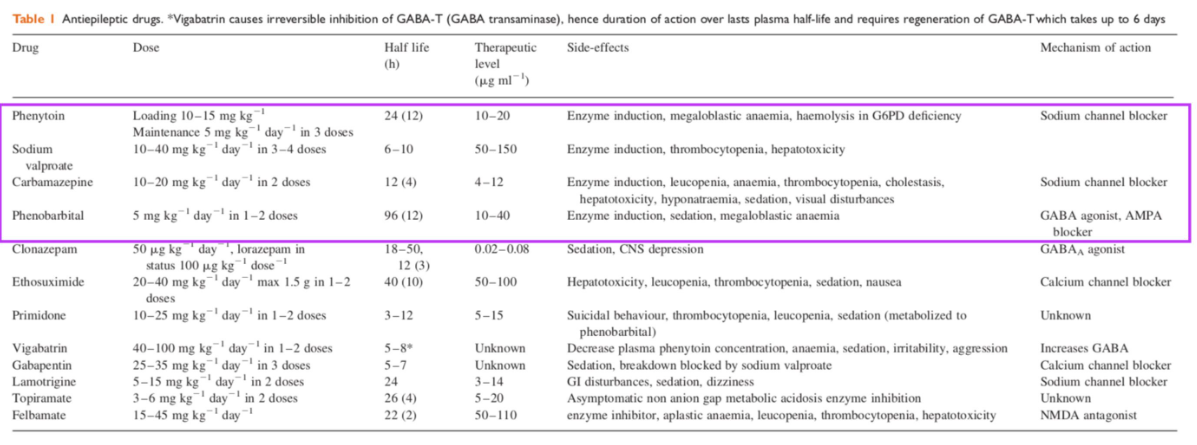 Table 1 Antiepileptic drugs. *Vigabatrin causes irreversible inhibition of GABA-T (GABA transaminase), hence duration of action over lasts plasma half-life and requires regeneration of GABA-T which takes up to 6 days
Drug Dose Half life Therapeutic Side-effects Mechanism of action
(h) level
(μg ml⁻¹)
Phenytoin Loading 10–15 mg kg⁻¹ 24 (12) 10–20 Enzyme induction, megaloblastic anaemia, haemolysis in G6PD deficiency Sodium channel blocker
Maintenance 5 mg kg⁻¹ day⁻¹ in 3 doses
Sodium 10–40 mg kg⁻¹ day⁻¹ in 3–4 doses 6–10 50–150 Enzyme induction, thrombocytopenia, hepatotoxicity
valproate
Carbamazepine 10–20 mg kg⁻¹ day⁻¹ in 2 doses 12 (4) 4–12 Enzyme induction, leucopenia, anaemia, thrombocytopenia, cholestasis, Sodium channel blocker
hepatotoxicity, hyponatraemia, sedation, visual disturbances
Phenobarbital 5 mg kg⁻¹ day⁻¹ in 1–2 doses 96 (12) 10–40 Enzyme induction, sedation, megaloblastic anaemia GABA agonist, AMPA
blocker
Clonazepam 50 μg kg⁻¹ day⁻¹, lorazepam in 18–50, 0.02–0.08 Sedation, CNS depression GABA_A agonist
status 100 μg kg⁻¹ dose⁻¹ 12 (3)
Ethosuximide 20–40 mg kg⁻¹ day⁻¹ max 1.5 g in 1–2 40 (10) 50–100 Hepatotoxicity, leucopenia, thrombocytopenia, sedation, nausea Calcium channel blocker
doses
Primidone 10–25 mg kg⁻¹ day⁻¹ in 1–2 doses 3–12 5–15 Suicidal behaviour, thrombocytopenia, leucopenia, sedation (metabolized to Unknown
phenobarbital)
Vigabatrin 40–100 mg kg⁻¹ day⁻¹ in 1–2 doses 5–8* Unknown Decrease plasma phenytoin concentration, anaemia, sedation, irritability, aggression Increases GABA
Gabapentin 25–35 mg kg⁻¹ day⁻¹ in 3 doses 5–7 Unknown Sedation, breakdown blocked by sodium valproate Calcium channel blocker
Lamotrigine 5–15 mg kg⁻¹ day⁻¹ in 2 doses 24 3–14 GI disturbances, sedation, dizziness Sodium channel blocker
Topiramate 3–6 mg kg⁻¹ day⁻¹ in 2 doses 26 (4) 5–20 Asymptomatic non anion gap metabolic acidosis enzyme inhibition Unknown
Felbamate 15–45 mg kg⁻¹ day⁻¹ 22 (2) 50–110 enzyme inhibitor, aplastic anaemia, leucopenia, thrombocytopenia, hepatotoxicity NMDA antagonist